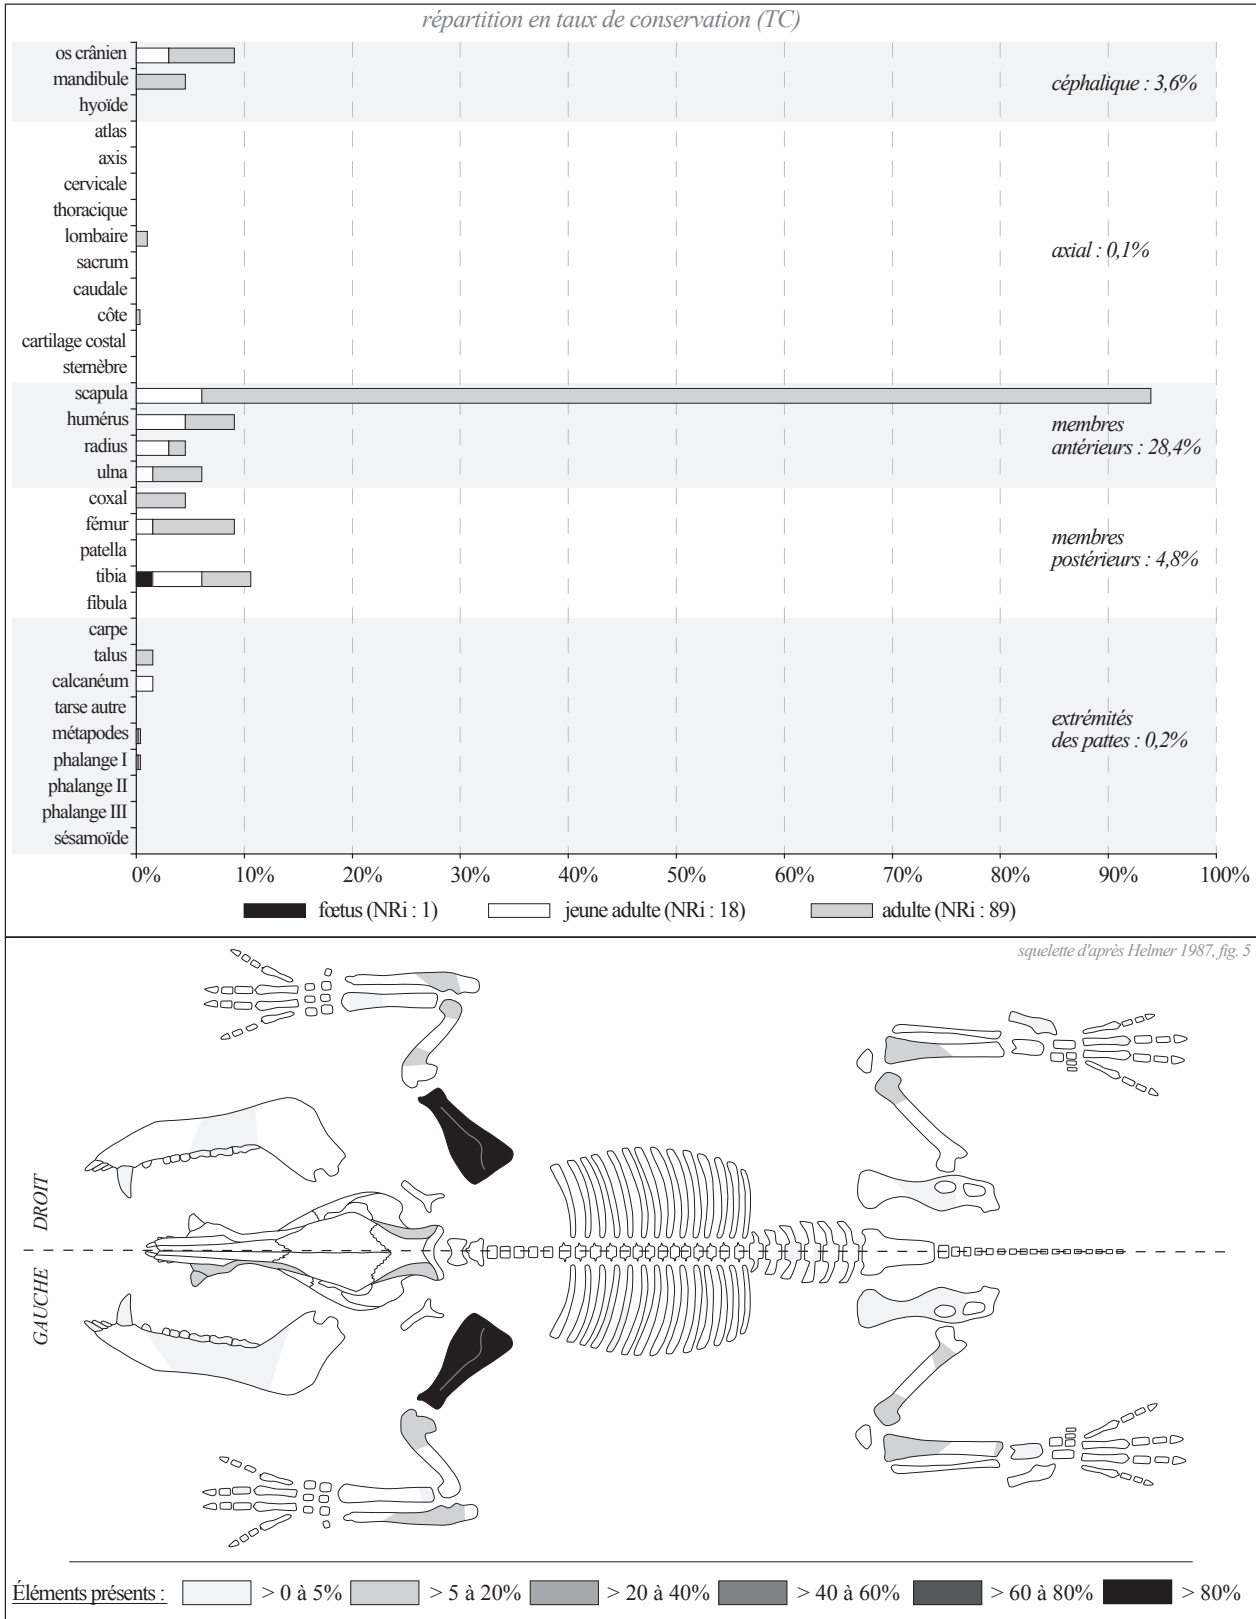 répartition en taux de conservation (TC)
os crânien
mandibule
hyoïde
céphalique : 3,6%
atlas
axis
cervicale
thoracique
lombaire
sacrum
caudale
côte
cartilage costal
sternèbre
axial : 0,1%
scapula
humérus
radius
ulna
membres
antérieurs : 28,4%
coxal
fémur
patella
tibia
fibula
membres
postérieurs : 4,8%
carpe
talus
calcanéum
tarse autre
métapodes
phalange I
phalange II
phalange III
sésamoïde
extrémités
des pattes : 0,2%
0% 10% 20% 30% 40% 50% 60% 70% 80% 90% 100%
fœtus (NRi : 1) jeune adulte (NRi : 18) adulte (NRi : 89)
squelette d'après Helmer 1987, fig. 5
DROIT
GAUCHE
Éléments présents : > 0 à 5% > 5 à 20% > 20 à 40% > 40 à 60% > 60 à 80% > 80%